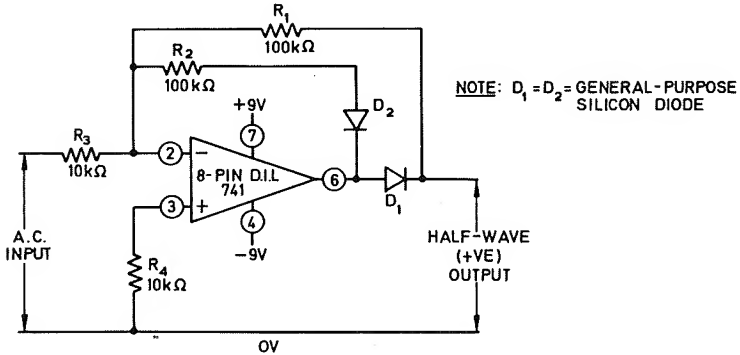 R1
100kΩ
R2
100kΩ
D2
NOTE: D1 = D2 = GENERAL-PURPOSE
SILICON DIODE
+9V
7
R3
10kΩ
2
−
8-PIN D.I.L
741
6
D1
3
+
4
−9V
A.C.
INPUT
R4
10kΩ
HALF-WAVE
(+VE)
OUTPUT
0V